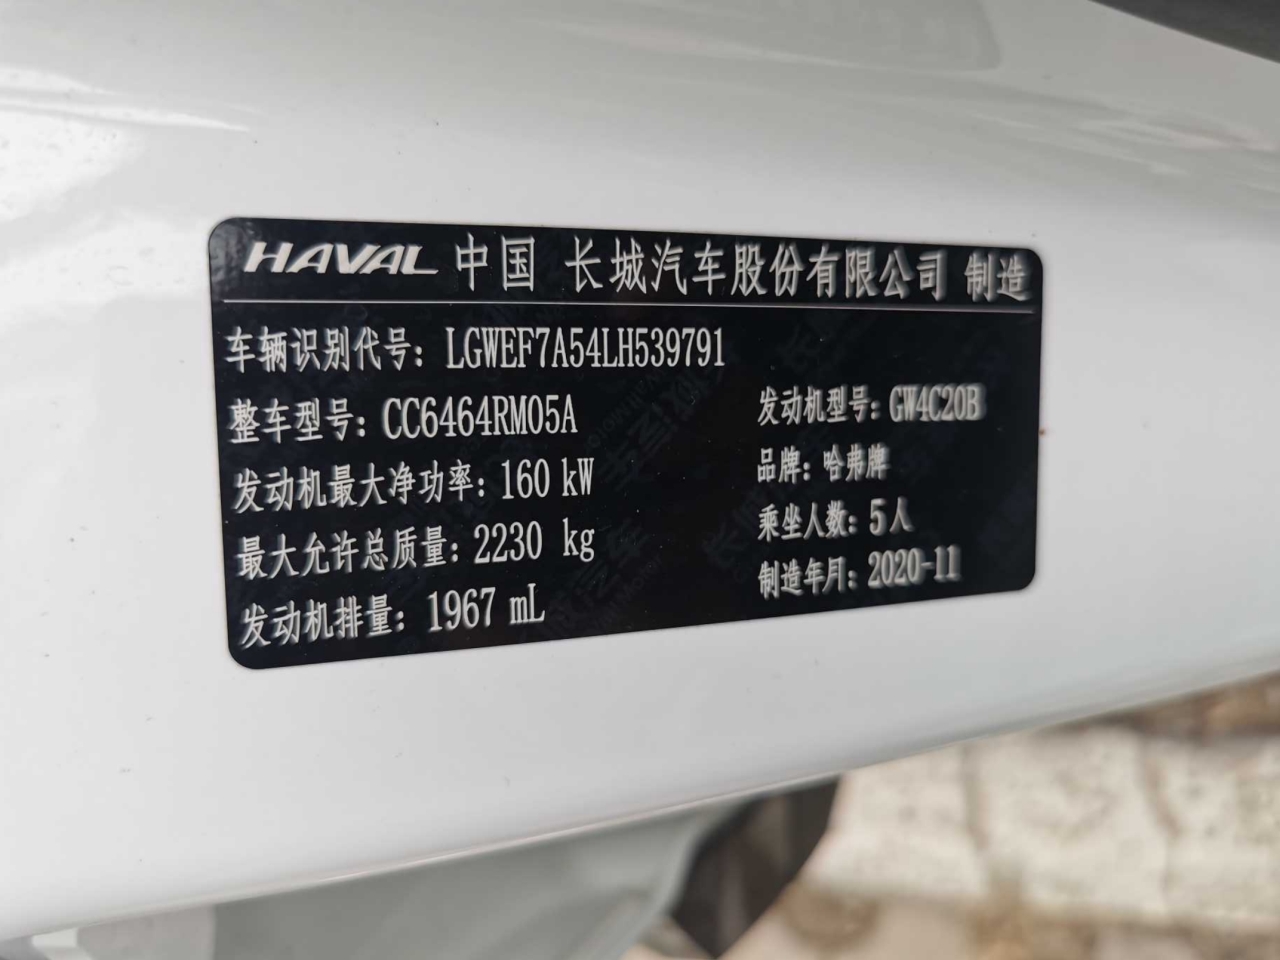 HAVAL 中国 长城汽车股份有限公司 制造
车辆识别代号：LGWEF7A54LH539791
整车型号：CC6464RM05A 发动机型号：GW4C20B
发动机最大净功率：160 kW 品牌：哈弗牌
最大允许总质量：2230 kg 乘坐人数：5人
发动机排量：1967 mL 制造年月：2020-11